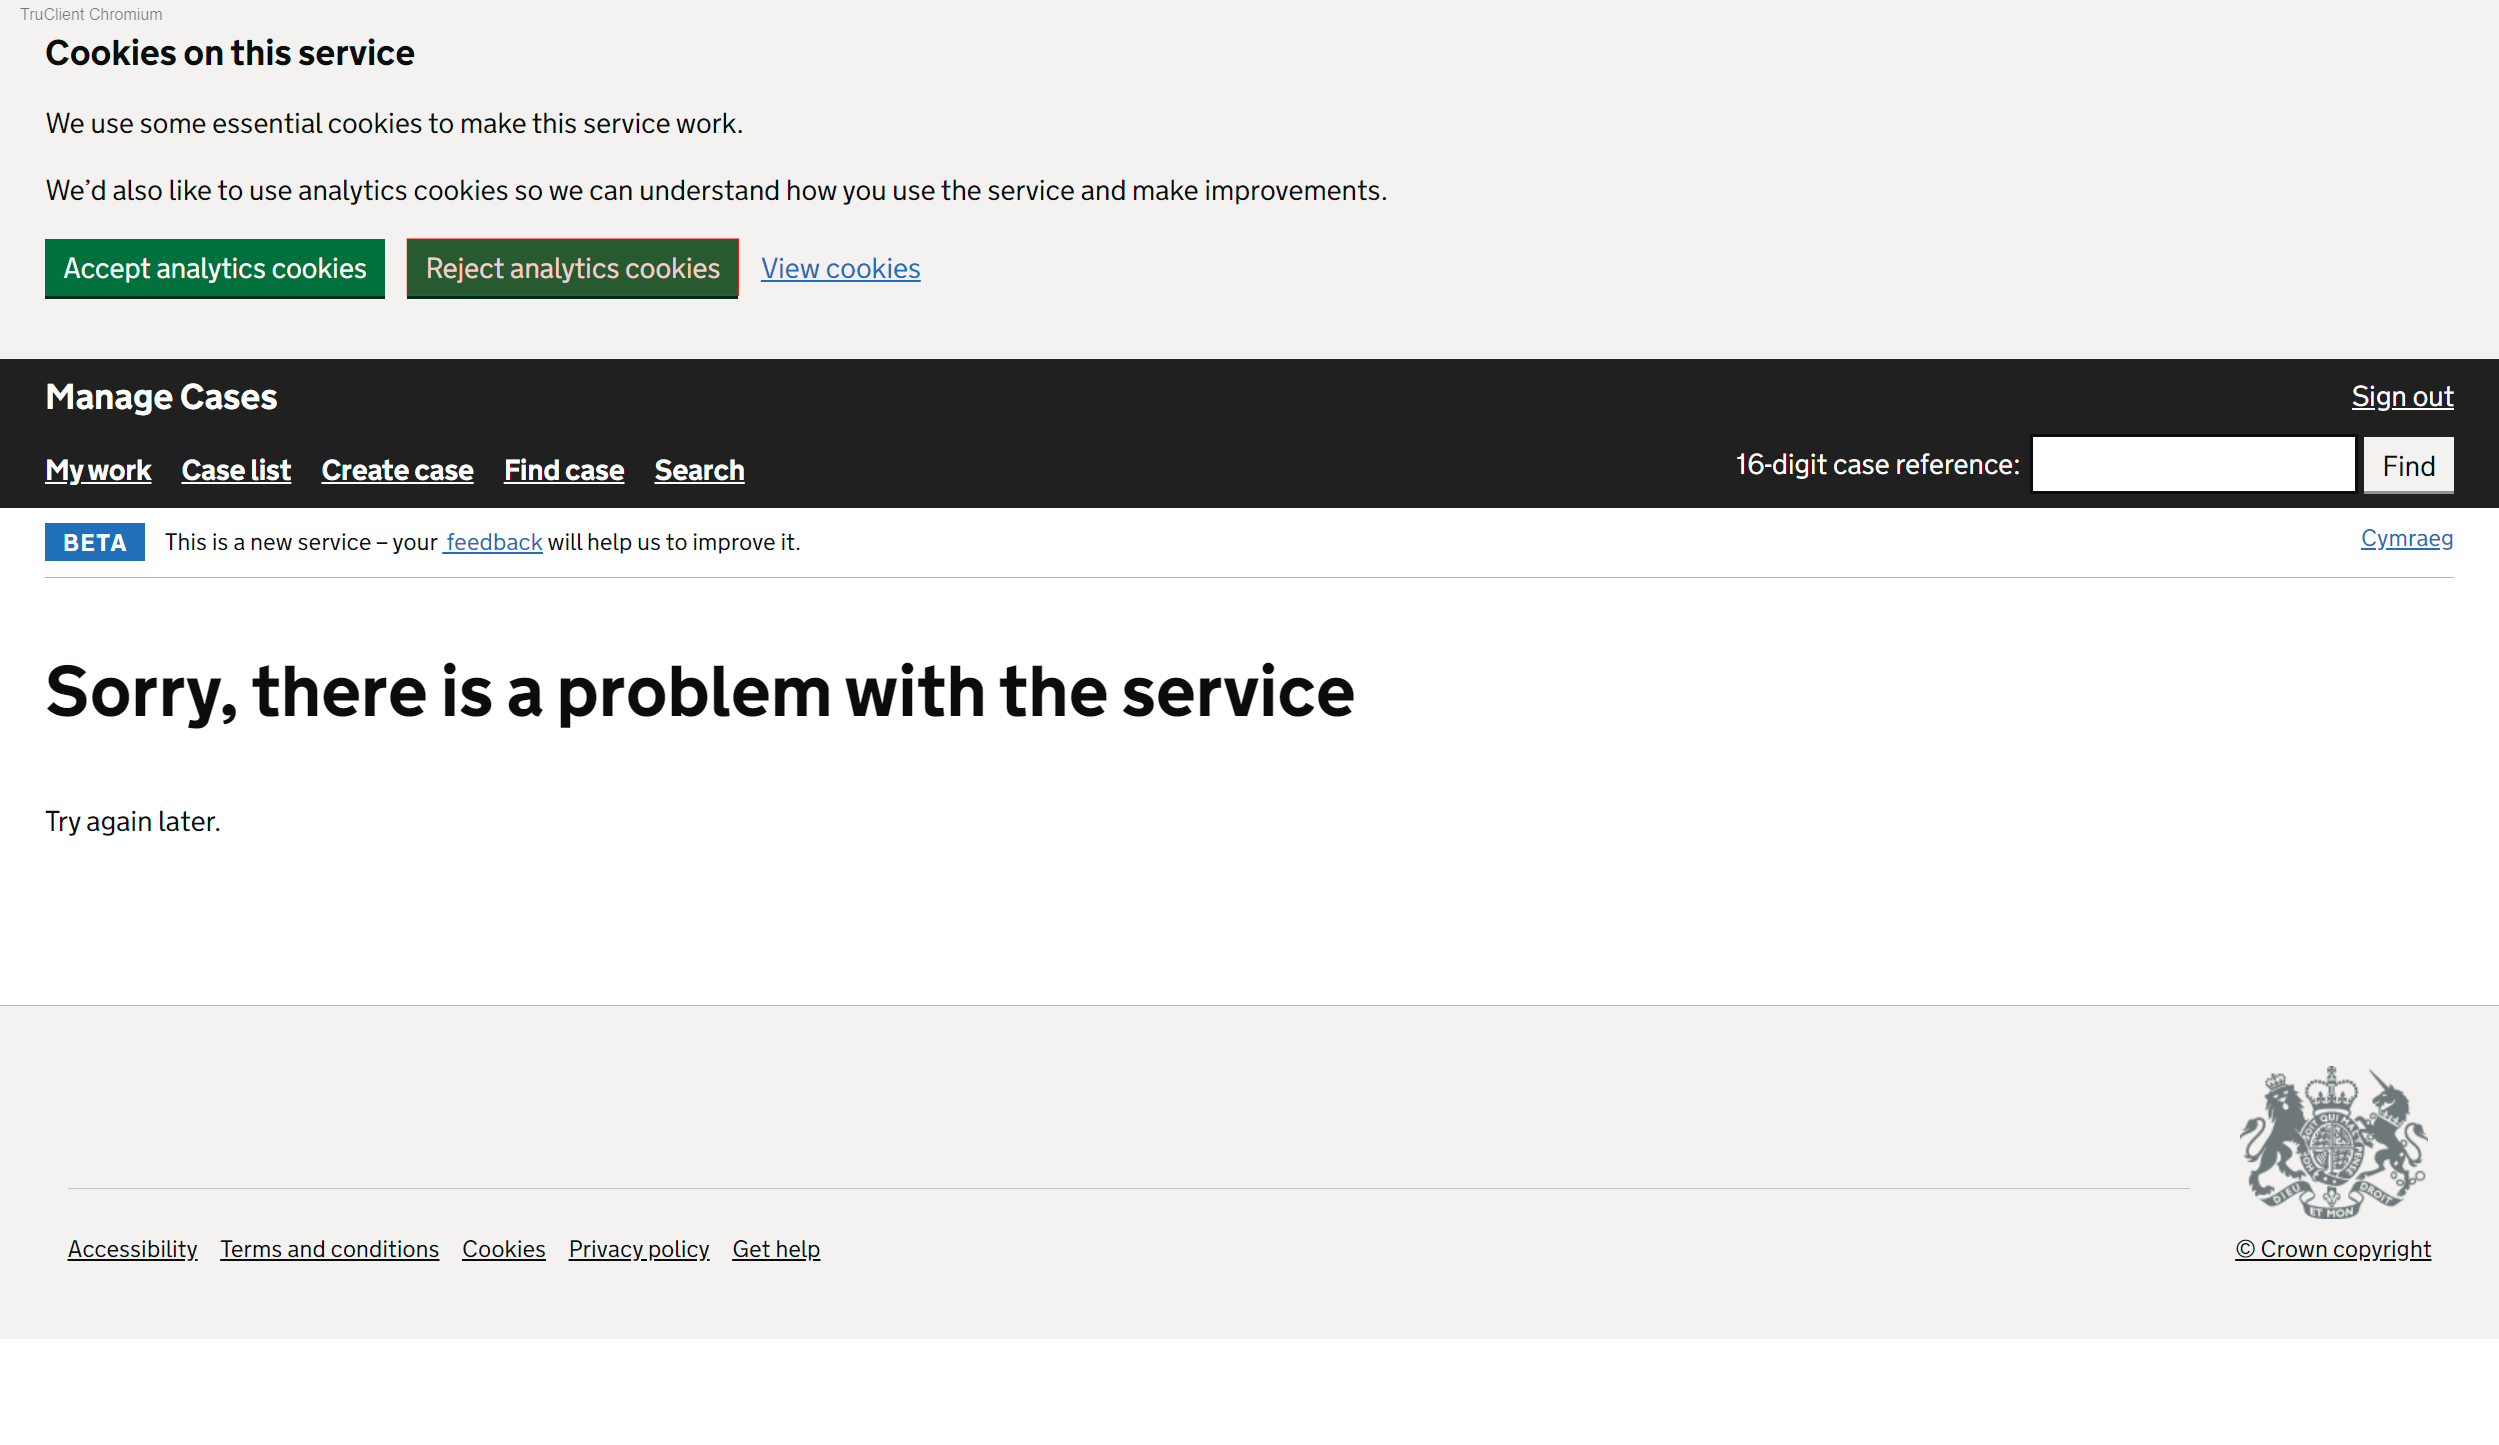 TruClient Chromium
Cookies on this service
We use some essential cookies to make this service work.
We’d also like to use analytics cookies so we can understand how you use the service and make improvements.
Accept analytics cookies Reject analytics cookies View cookies
Manage Cases Sign out
My work Case list Create case Find case Search 16-digit case reference: Find
BETA This is a new service – your feedback will help us to improve it. Cymraeg
Sorry, there is a problem with the service
Try again later.
DIEU ET MON DROIT
Accessibility Terms and conditions Cookies Privacy policy Get help © Crown copyright